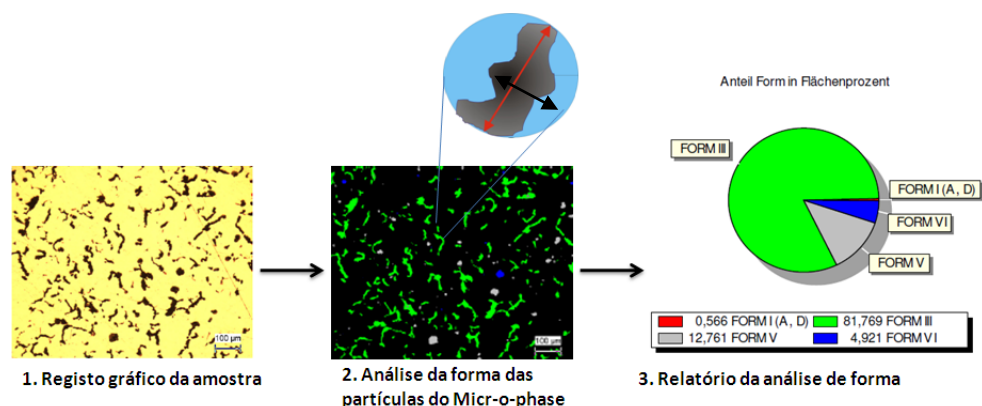 Anteil Form in Flächenprozent
FORM III
FORM I (A , D)
FORM VI
FORM V
100 µm
100 µm
0,566 FORM I (A , D)
81,769 FORM III
12,761 FORM V
4,921 FORM VI
1. Registo gráfico da amostra
2. Análise da forma das
partículas do Micr-o-phase
3. Relatório da análise de forma